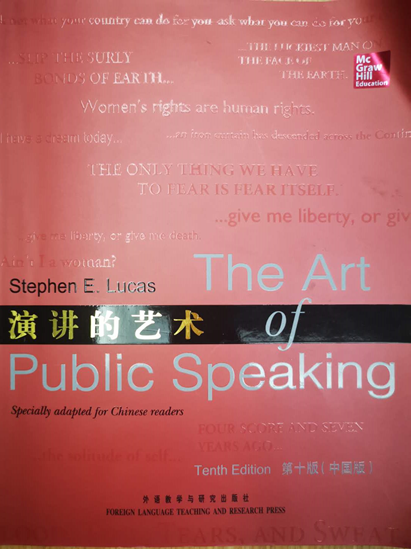 what your country can do for you-ask what you can do for your
...THE LUCKIEST MAN ON
...SLIP THE SURLY
THE FACE OF
BONDS OF EARTH...
THE EARTH.
Mc
Graw
Hill
Education
Women's rights are human rights.
I have a dream today...
...an iron curtain has descended across the Contin
THE ONLY THING WE HAVE
TO FEAR IS FEAR ITSELF.
...give me liberty, or giv
...give me liberty, or give me death.
Ain't I a woman?
The Art
Stephen E. Lucas
演讲的艺术
of
Public Speaking
Specially adapted for Chinese readers
FOUR SCORE AND SEVEN
YEARS AGO...
...the solitude of self...
Tenth Edition 第十版(中国版)
外语教学与研究出版社
FOREIGN LANGUAGE TEACHING AND RESEARCH PRESS
EARS, AND SWEAT